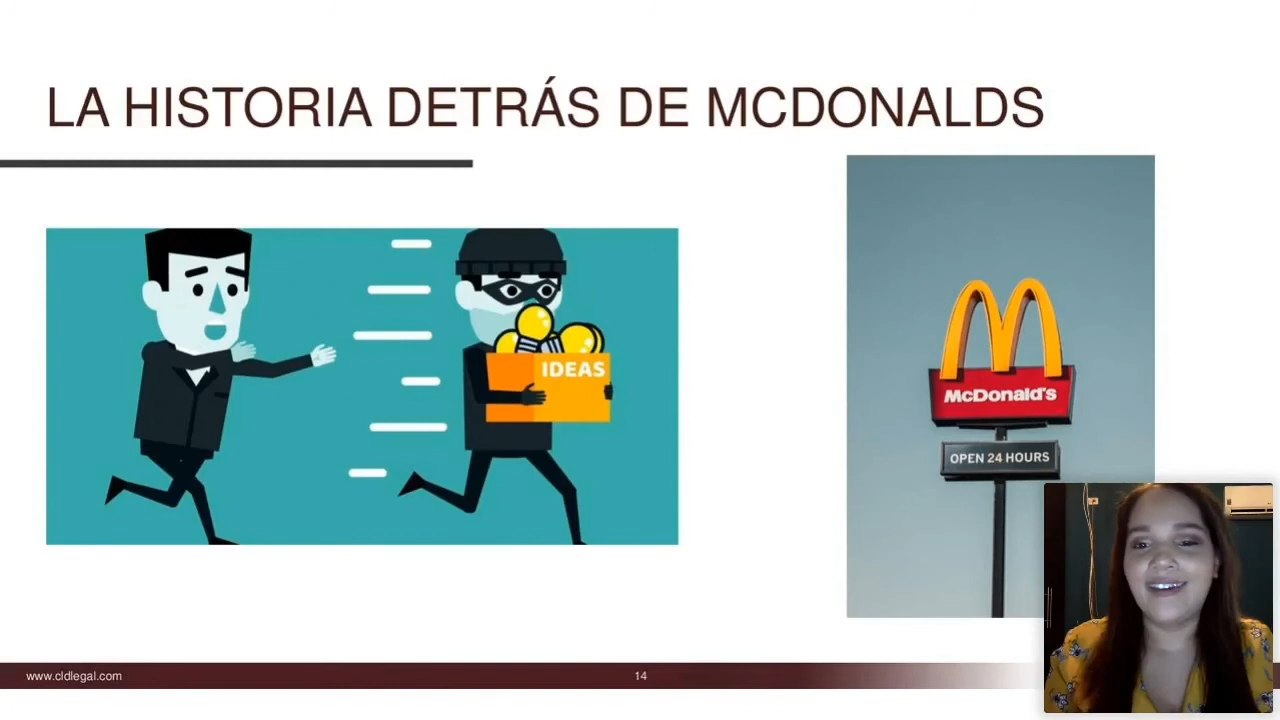 LA HISTORIA DETRÁS DE MCDONALDS
IDEAS
McDonald's
OPEN 24 HOURS
www.cldlegal.com
14